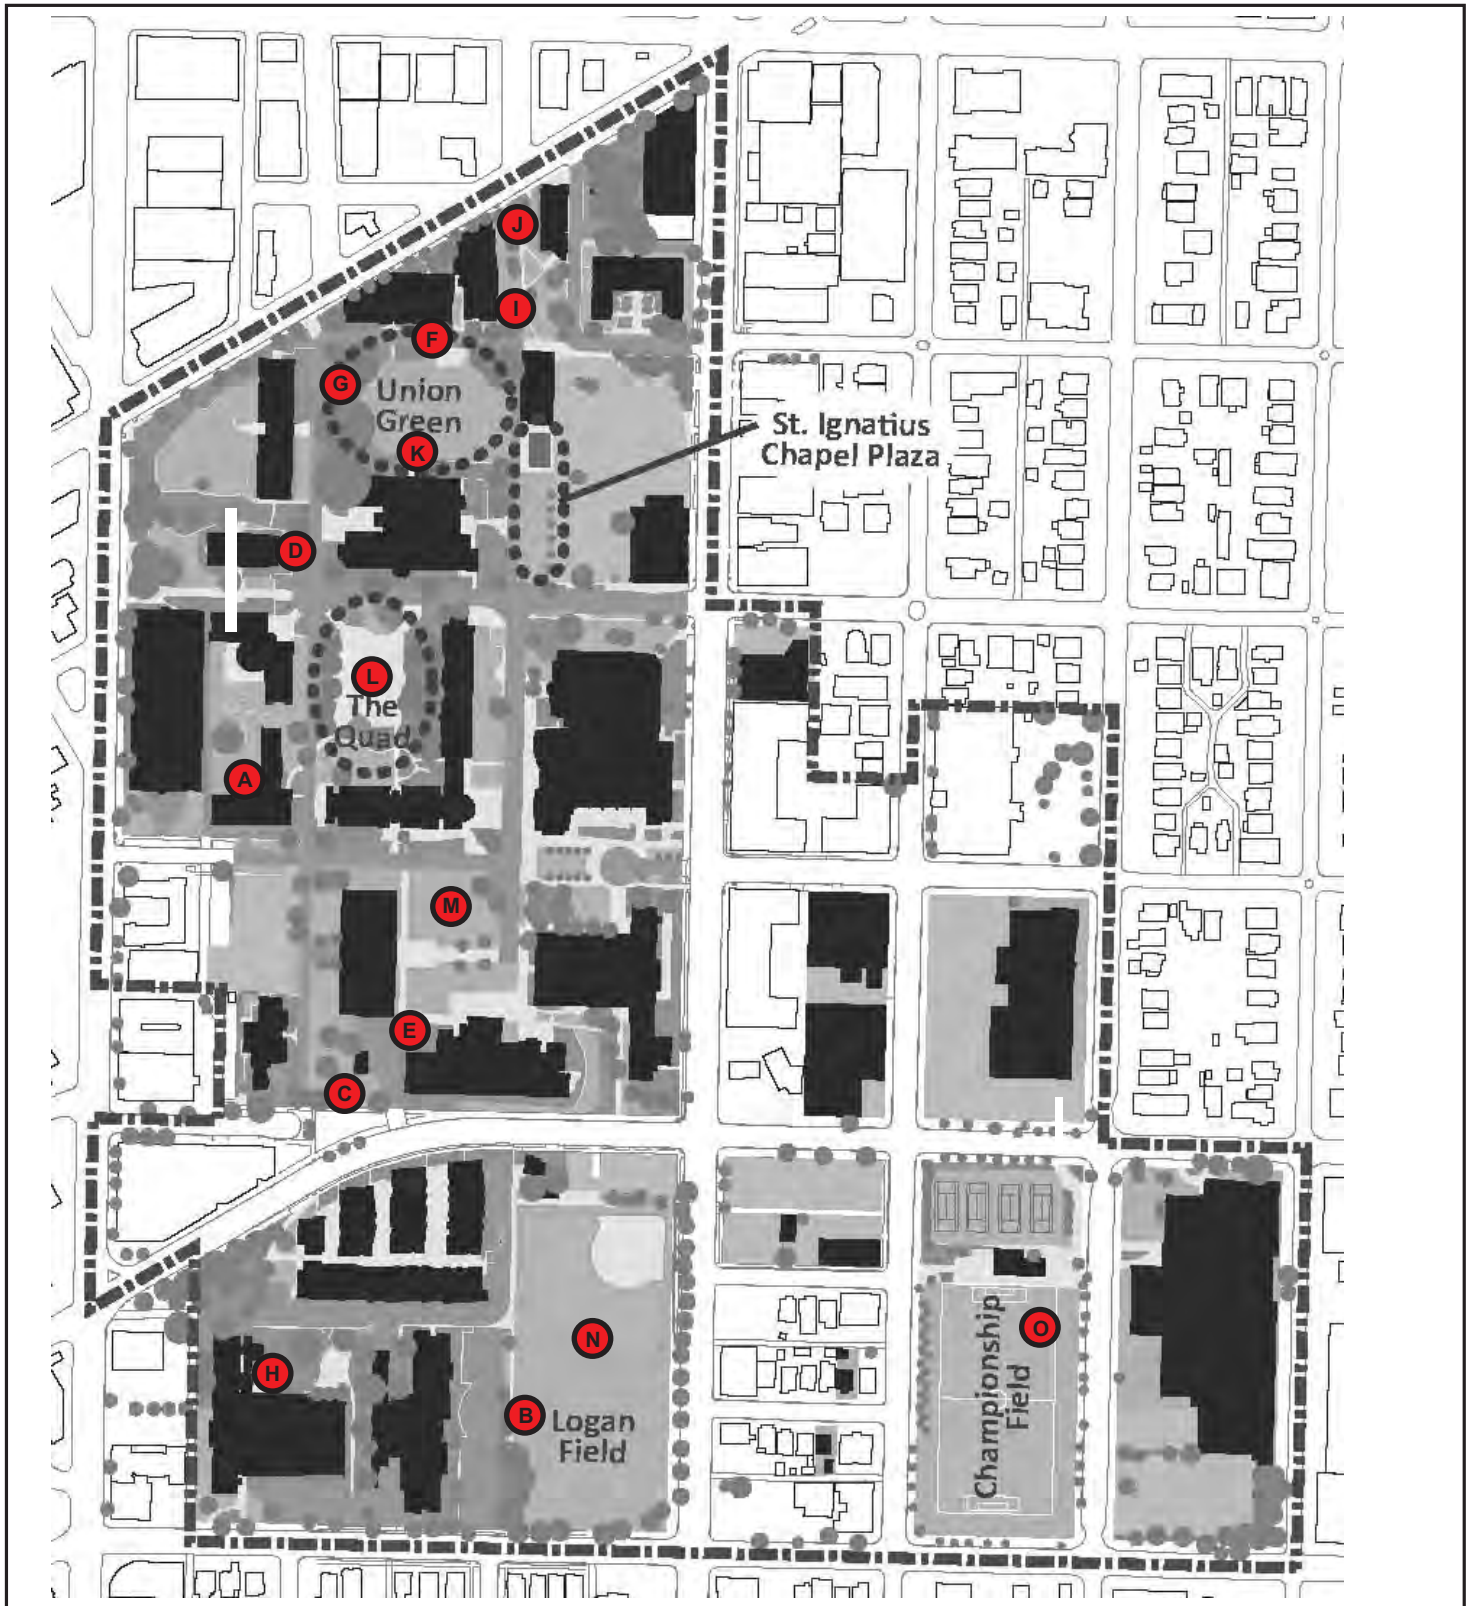 J
I
F
G
Union
Green
K
St. Ignatius
Chapel Plaza
D
L
The
Quad
A
M
E
C
N
O
H
B
Logan
Field
Championship
Field